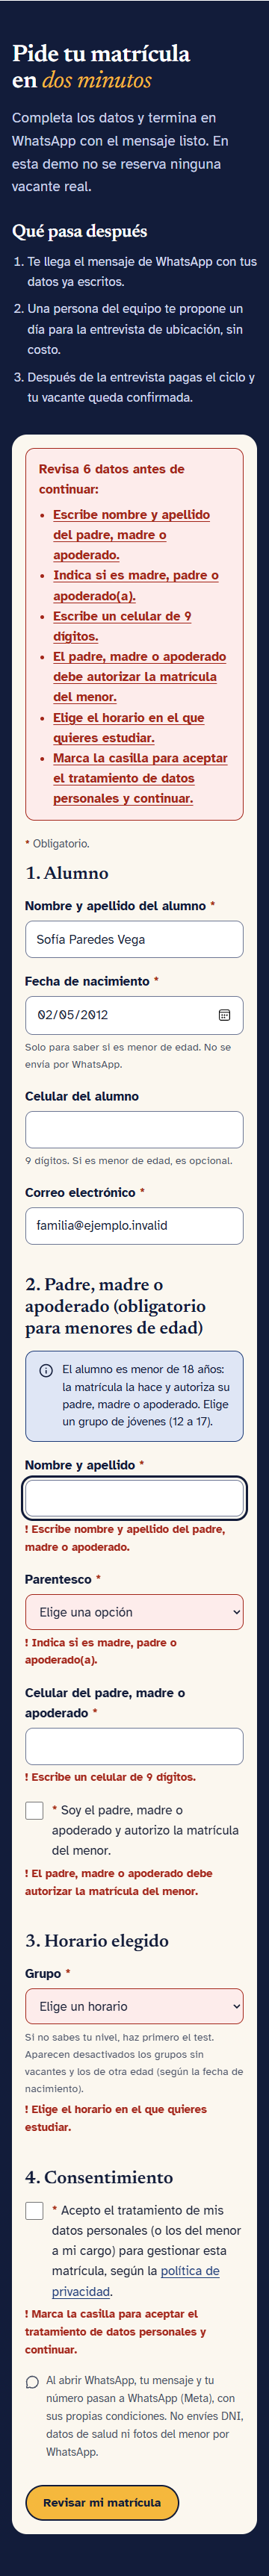 Pide tu matrícula
en dos minutos
Completa los datos y termina en
WhatsApp con el mensaje listo. En
esta demo no se reserva ninguna
vacante real.
Qué pasa después
1. Te llega el mensaje de WhatsApp con tus
datos ya escritos.
2. Una persona del equipo te propone un
día para la entrevista de ubicación, sin
costo.
3. Después de la entrevista pagas el ciclo y
tu vacante queda confirmada.
Revisa 6 datos antes de
continuar:
• Escribe nombre y apellido
del padre, madre o
apoderado.
• Indica si es madre, padre o
apoderado(a).
• Escribe un celular de 9
dígitos.
• El padre, madre o apoderado
debe autorizar la matrícula
del menor.
• Elige el horario en el que
quieres estudiar.
• Marca la casilla para aceptar
el tratamiento de datos
personales y continuar.
* Obligatorio.
1. Alumno
Nombre y apellido del alumno *
Sofía Paredes Vega
Fecha de nacimiento *
02/05/2012
Solo para saber si es menor de edad. No se
envía por WhatsApp.
Celular del alumno
9 dígitos. Si es menor de edad, es opcional.
Correo electrónico *
familia@ejemplo.invalid
2. Padre, madre o
apoderado (obligatorio
para menores de edad)
El alumno es menor de 18 años:
la matrícula la hace y autoriza su
padre, madre o apoderado. Elige
un grupo de jóvenes (12 a 17).
Nombre y apellido *
! Escribe nombre y apellido del padre,
madre o apoderado.
Parentesco *
Elige una opción
! Indica si es madre, padre o
apoderado(a).
Celular del padre, madre o
apoderado *
! Escribe un celular de 9 dígitos.
* Soy el padre, madre o
apoderado y autorizo la matrícula
del menor.
! El padre, madre o apoderado debe
autorizar la matrícula del menor.
3. Horario elegido
Grupo *
Elige un horario
Si no sabes tu nivel, haz primero el test.
Aparecen desactivados los grupos sin
vacantes y los de otra edad (según la fecha de
nacimiento).
! Elige el horario en el que quieres
estudiar.
4. Consentimiento
* Acepto el tratamiento de mis
datos personales (o los del menor
a mi cargo) para gestionar esta
matrícula, según la política de
privacidad.
! Marca la casilla para aceptar el
tratamiento de datos personales y
continuar.
Al abrir WhatsApp, tu mensaje y tu
número pasan a WhatsApp (Meta), con
sus propias condiciones. No envíes DNI,
datos de salud ni fotos del menor por
WhatsApp.
Revisar mi matrícula